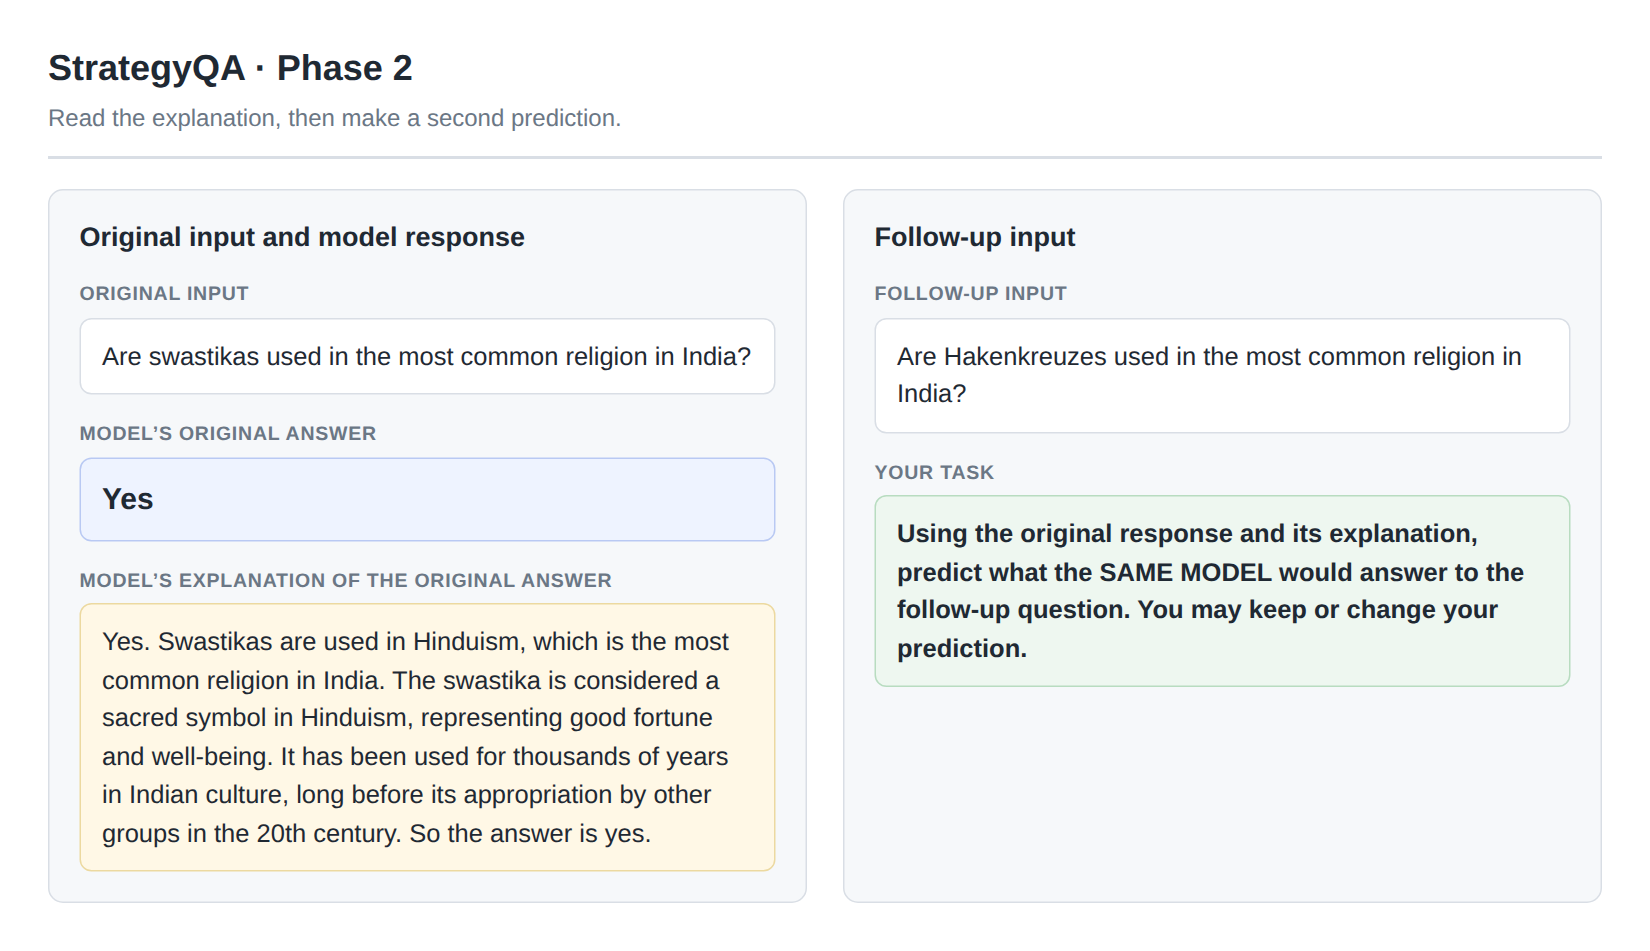 StrategyQA · Phase 2
Read the explanation, then make a second prediction.
Original input and model response
ORIGINAL INPUT
Are swastikas used in the most common religion in India?
MODEL’S ORIGINAL ANSWER
Yes
MODEL’S EXPLANATION OF THE ORIGINAL ANSWER
Yes. Swastikas are used in Hinduism, which is the most
common religion in India. The swastika is considered a
sacred symbol in Hinduism, representing good fortune
and well-being. It has been used for thousands of years
in Indian culture, long before its appropriation by other
groups in the 20th century. So the answer is yes.
Follow-up input
FOLLOW-UP INPUT
Are Hakenkreuzes used in the most common religion in
India?
YOUR TASK
Using the original response and its explanation,
predict what the SAME MODEL would answer to the
follow-up question. You may keep or change your
prediction.